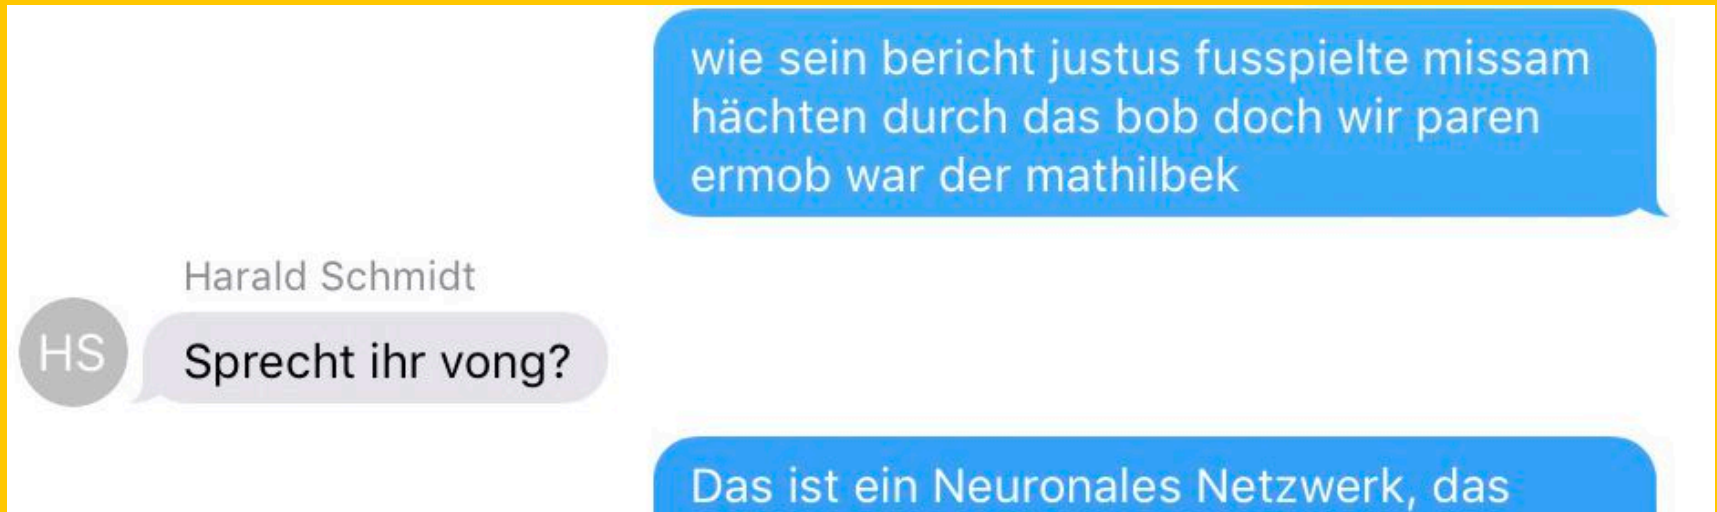 wie sein bericht justus fusspielte missam
hächten durch das bob doch wir paren
ermob war der mathilbek
Harald Schmidt
HS
Sprecht ihr vong?
Das ist ein Neuronales Netzwerk, das